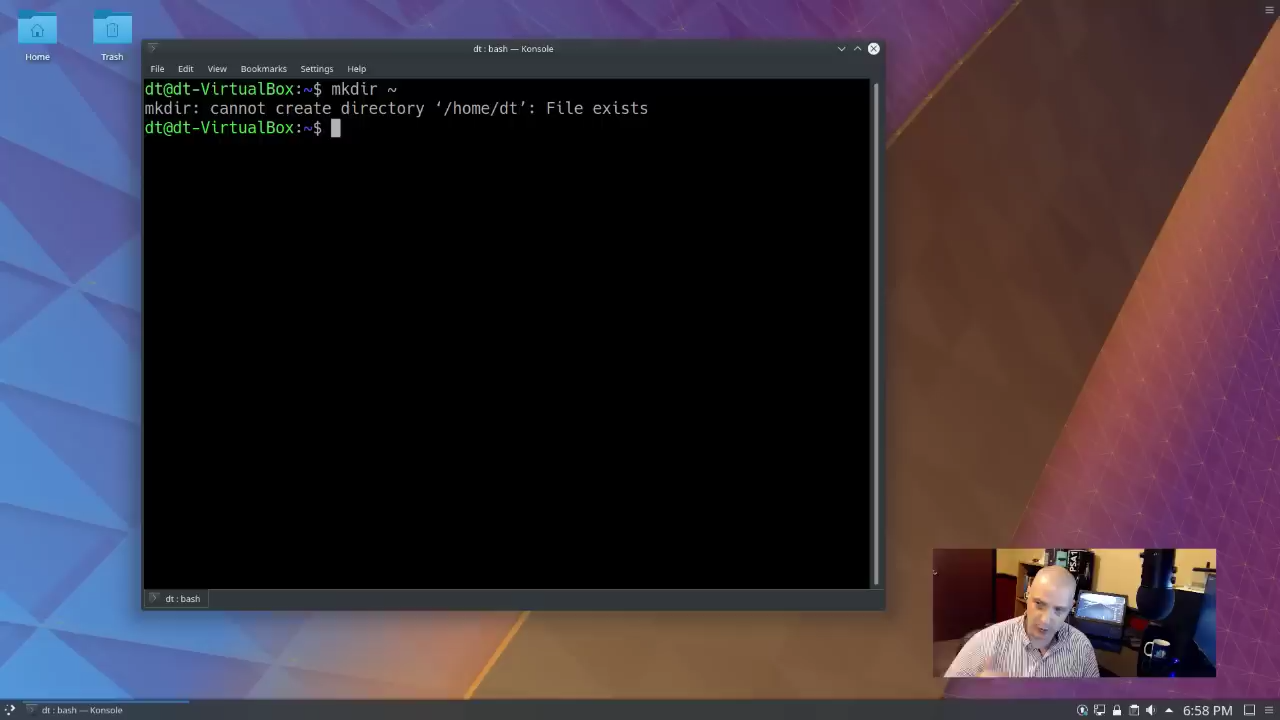 Home
Trash
dt : bash — Konsole
File Edit View Bookmarks Settings Help
dt@dt-VirtualBox:~$ mkdir ~
mkdir: cannot create directory ‘/home/dt’: File exists
dt@dt-VirtualBox:~$
dt : bash
PSA1
dt : bash — Konsole
6:58 PM